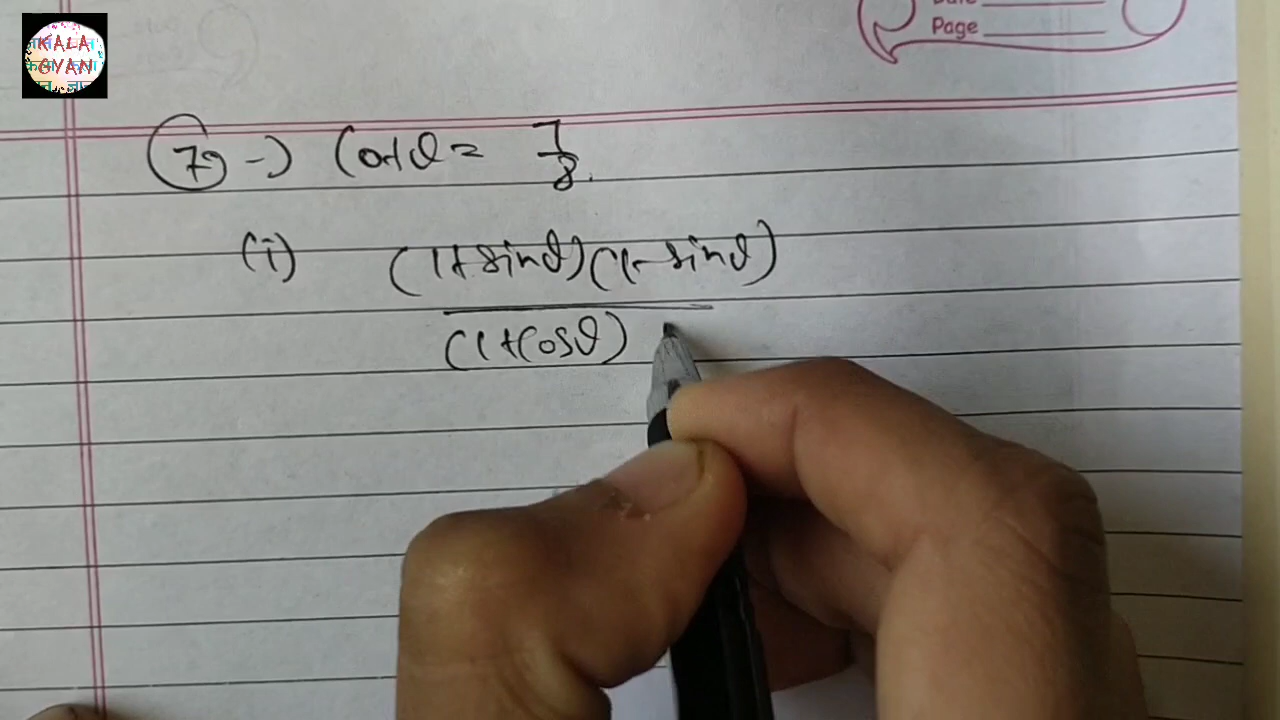 KALA
GYAN
Page
7) → Cotθ = 7/8.
(i) (1+sinθ)(1-sinθ)
(1+cosθ)